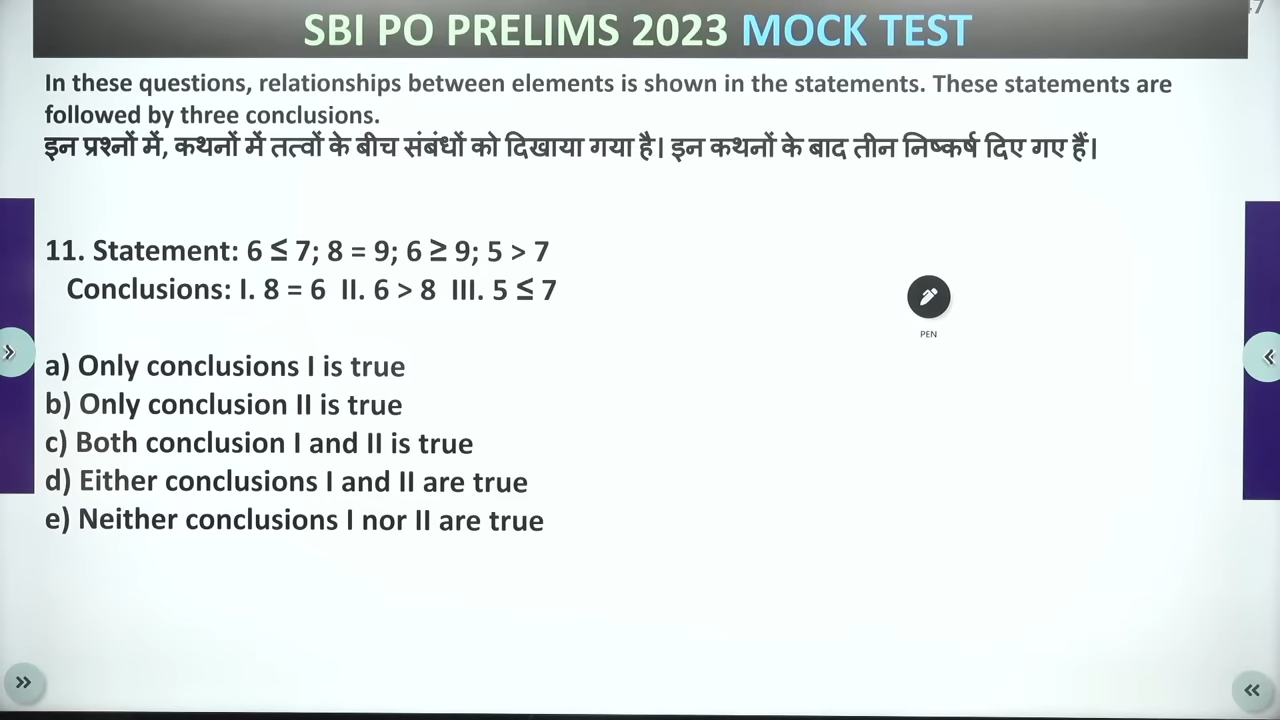 47
SBI PO PRELIMS 2023 MOCK TEST
In these questions, relationships between elements is shown in the statements. These statements are
followed by three conclusions.
इन प्रश्नों में, कथनों में तत्वों के बीच संबंधों को दिखाया गया है। इन कथनों के बाद तीन निष्कर्ष दिए गए हैं।
11. Statement: 6 ≤ 7; 8 = 9; 6 ≥ 9; 5 > 7
Conclusions: I. 8 = 6 II. 6 > 8 III. 5 ≤ 7
PEN
a) Only conclusions I is true
b) Only conclusion II is true
c) Both conclusion I and II is true
d) Either conclusions I and II are true
e) Neither conclusions I nor II are true